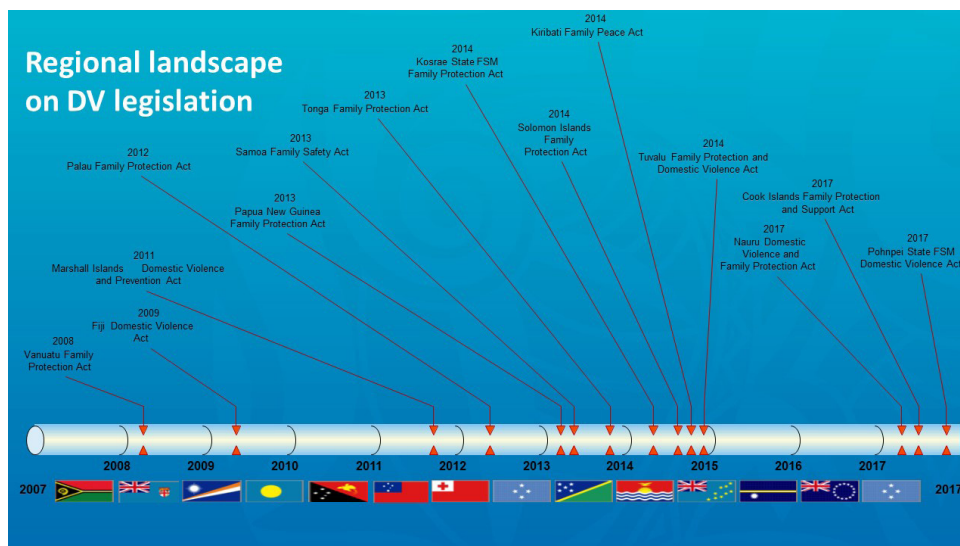 Regional landscape
on DV legislation
2008
Vanuatu Family
Protection Act
2009
Fiji Domestic Violence
Act
2011
Marshall Islands Domestic Violence
and Prevention Act
2012
Palau Family Protection Act
2013
Papua New Guinea
Family Protection Act
2013
Samoa Family Safety Act
2013
Tonga Family Protection Act
2014
Kosrae State FSM
Family Protection Act
2014
Solomon Islands
Family
Protection Act
2014
Kiribati Family Peace Act
2014
Tuvalu Family Protection and
Domestic Violence Act
2017
Nauru Domestic
Violence and
Family Protection Act
2017
Cook Islands Family Protection
and Support Act
2017
Pohnpei State FSM
Domestic Violence Act
2008 2009 2010 2011 2012 2013 2014 2015 2016 2017
2007 2017